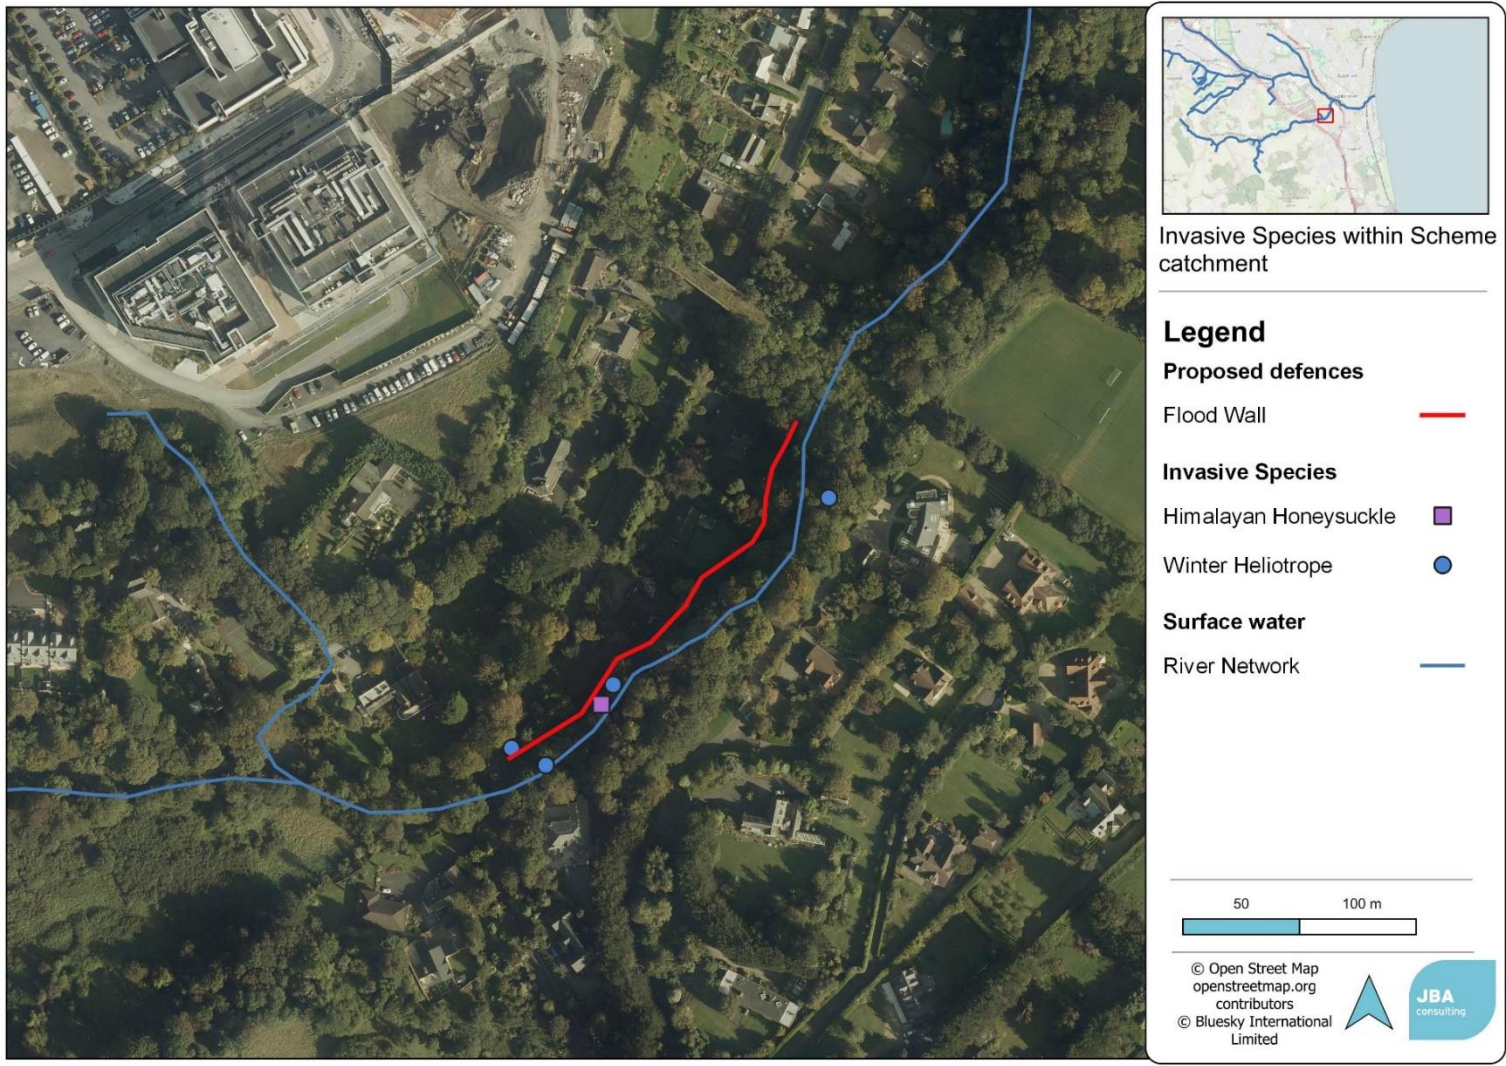 Invasive Species within Scheme
catchment
Legend
Proposed defences
Flood Wall
Invasive Species
Himalayan Honeysuckle
Winter Heliotrope
Surface water
River Network
50 100 m
© Open Street Map
openstreetmap.org
contributors
© Bluesky International
Limited
JBA
consulting